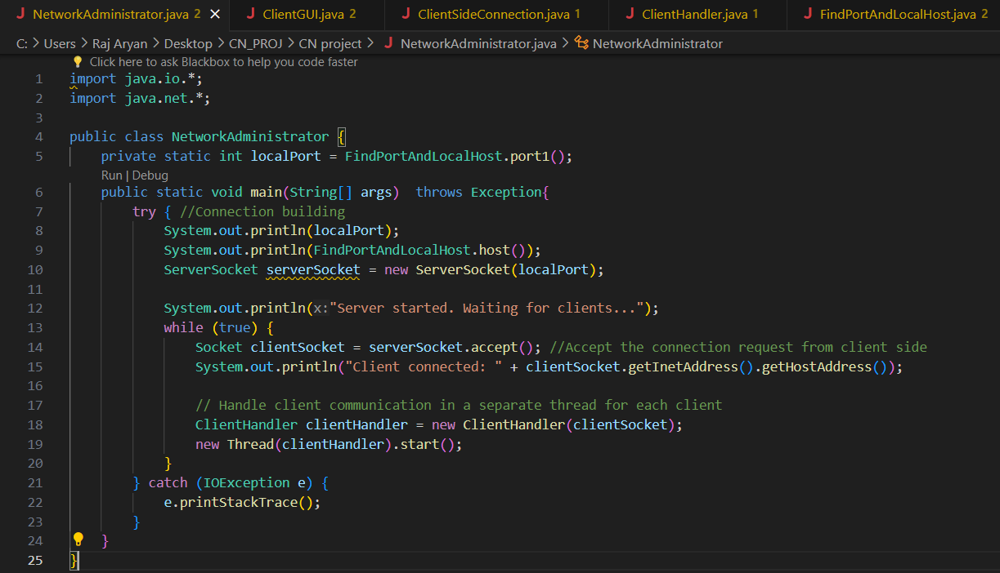 J NetworkAdministrator.java 2 × J ClientGUI.java 2 J ClientSideConnection.java 1 J ClientHandler.java 1 J FindPortAndLocalHost.java 2
C: > Users > Raj Aryan > Desktop > CN_PROJ > CN project > J NetworkAdministrator.java > NetworkAdministrator
Click here to ask Blackbox to help you code faster
1 import java.io.*;
2 import java.net.*;
3
4 public class NetworkAdministrator {
5 private static int localPort = FindPortAndLocalHost.port1();
Run | Debug
6 public static void main(String[] args)  throws Exception{
7 try { //Connection building
8 System.out.println(localPort);
9 System.out.println(FindPortAndLocalHost.host());
10 ServerSocket serverSocket = new ServerSocket(localPort);
11
12 System.out.println(x:"Server started. Waiting for clients...");
13 while (true) {
14 Socket clientSocket = serverSocket.accept(); //Accept the connection request from client side
15 System.out.println("Client connected: " + clientSocket.getInetAddress().getHostAddress());
16
17 // Handle client communication in a separate thread for each client
18 ClientHandler clientHandler = new ClientHandler(clientSocket);
19 new Thread(clientHandler).start();
20 }
21 } catch (IOException e) {
22 e.printStackTrace();
23 }
24 }
25 }